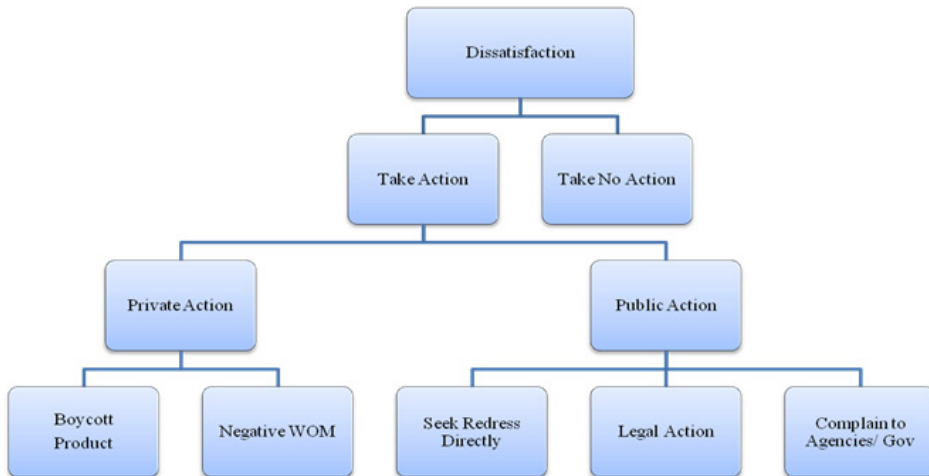 Dissatisfaction
Take Action
Take No Action
Private Action
Public Action
Boycott
Product
Negative WOM
Seek Redress
Directly
Legal Action
Complain to
Agencies/ Gov